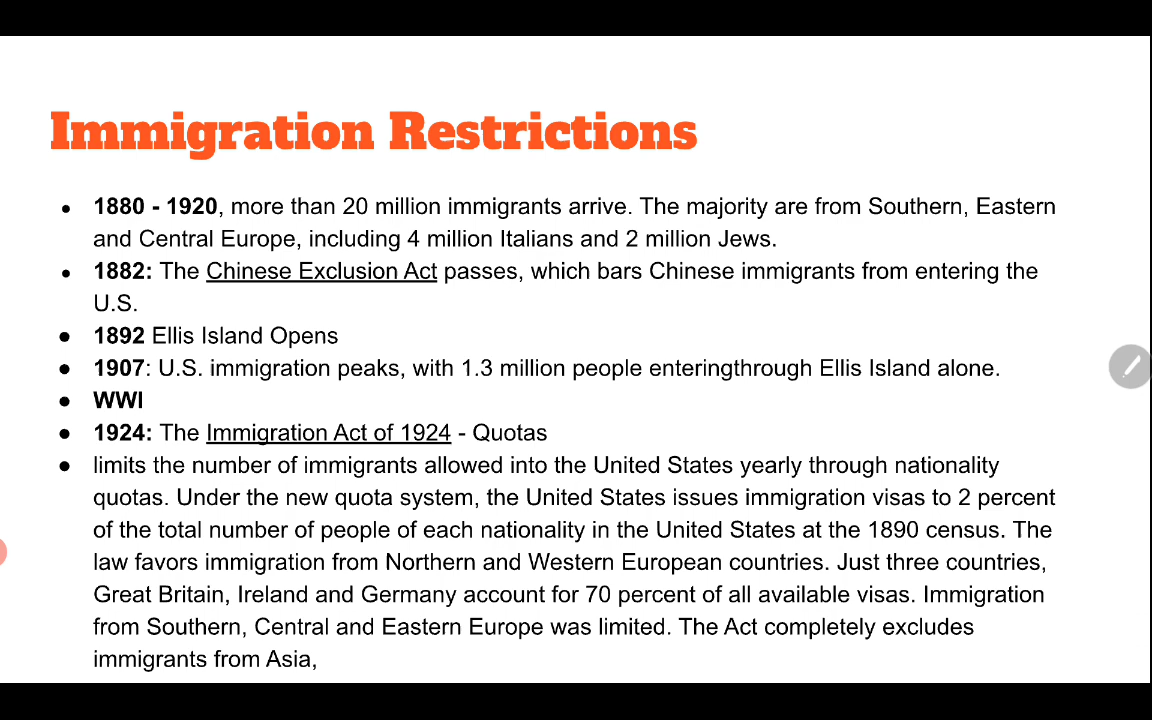 Immigration Restrictions
● 1880 - 1920, more than 20 million immigrants arrive. The majority are from Southern, Eastern
and Central Europe, including 4 million Italians and 2 million Jews.
● 1882: The Chinese Exclusion Act passes, which bars Chinese immigrants from entering the
U.S.
● 1892 Ellis Island Opens
● 1907: U.S. immigration peaks, with 1.3 million people enteringthrough Ellis Island alone.
● WWI
● 1924: The Immigration Act of 1924 - Quotas
● limits the number of immigrants allowed into the United States yearly through nationality
quotas. Under the new quota system, the United States issues immigration visas to 2 percent
of the total number of people of each nationality in the United States at the 1890 census. The
law favors immigration from Northern and Western European countries. Just three countries,
Great Britain, Ireland and Germany account for 70 percent of all available visas. Immigration
from Southern, Central and Eastern Europe was limited. The Act completely excludes
immigrants from Asia,